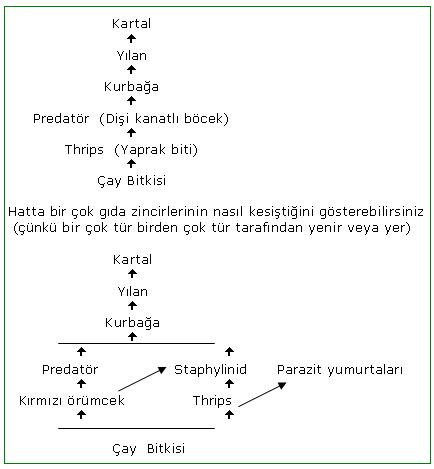 Kartal
Yılan
Kurbağa
Predatör (Dişi kanatlı böcek)
Thrips (Yaprak biti)
Çay Bitkisi
Hatta bir çok gıda zincirlerinin nasıl kesiştiğini gösterebilirsiniz
(çünkü bir çok tür birden çok tür tarafından yenir veya yer)
Kartal
Yılan
Kurbağa
Predatör Staphylinid Parazit yumurtaları
Kırmızı örümcek Thrips
Çay Bitkisi